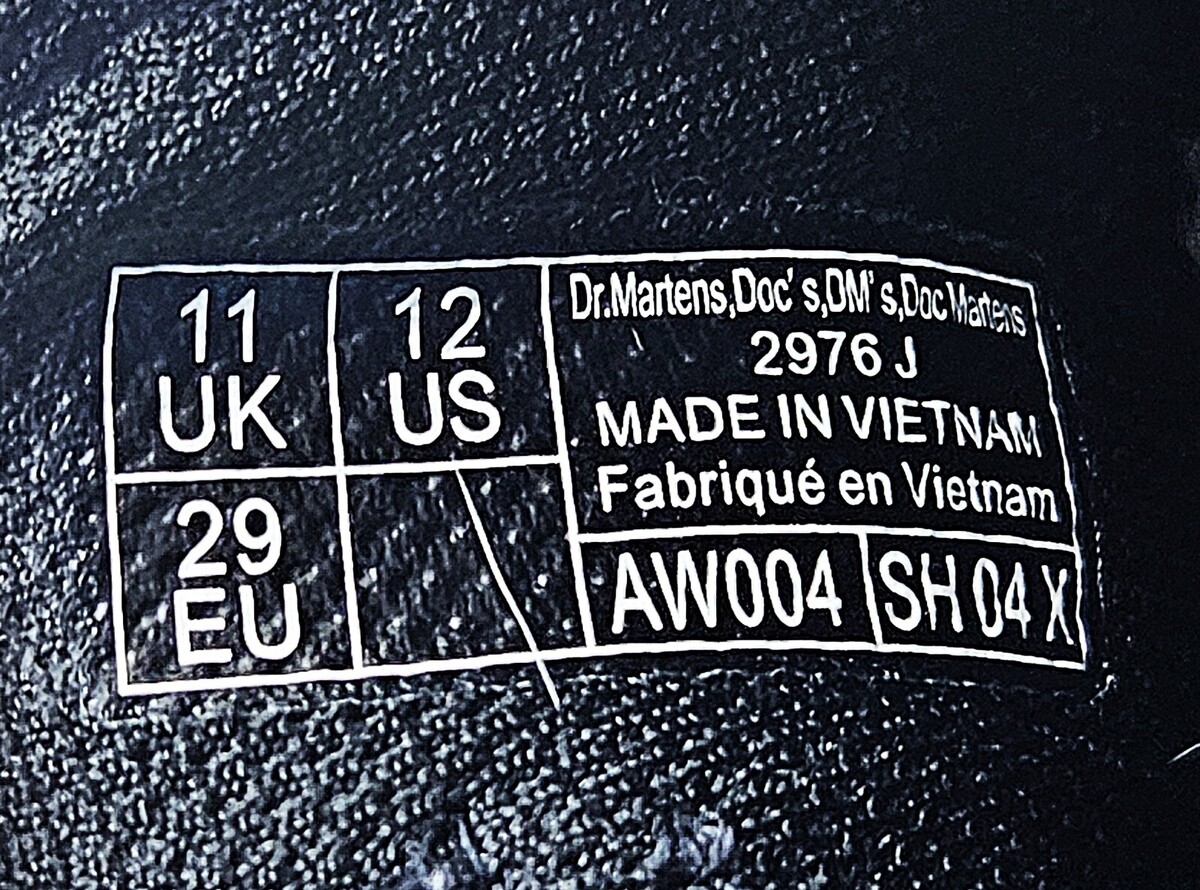 11
UK
12
US
29
EU
Dr.Martens,Doc's,DM's,Doc Martens
2976 J
MADE IN VIETNAM
Fabriqué en Vietnam
AW004
SH 04 X